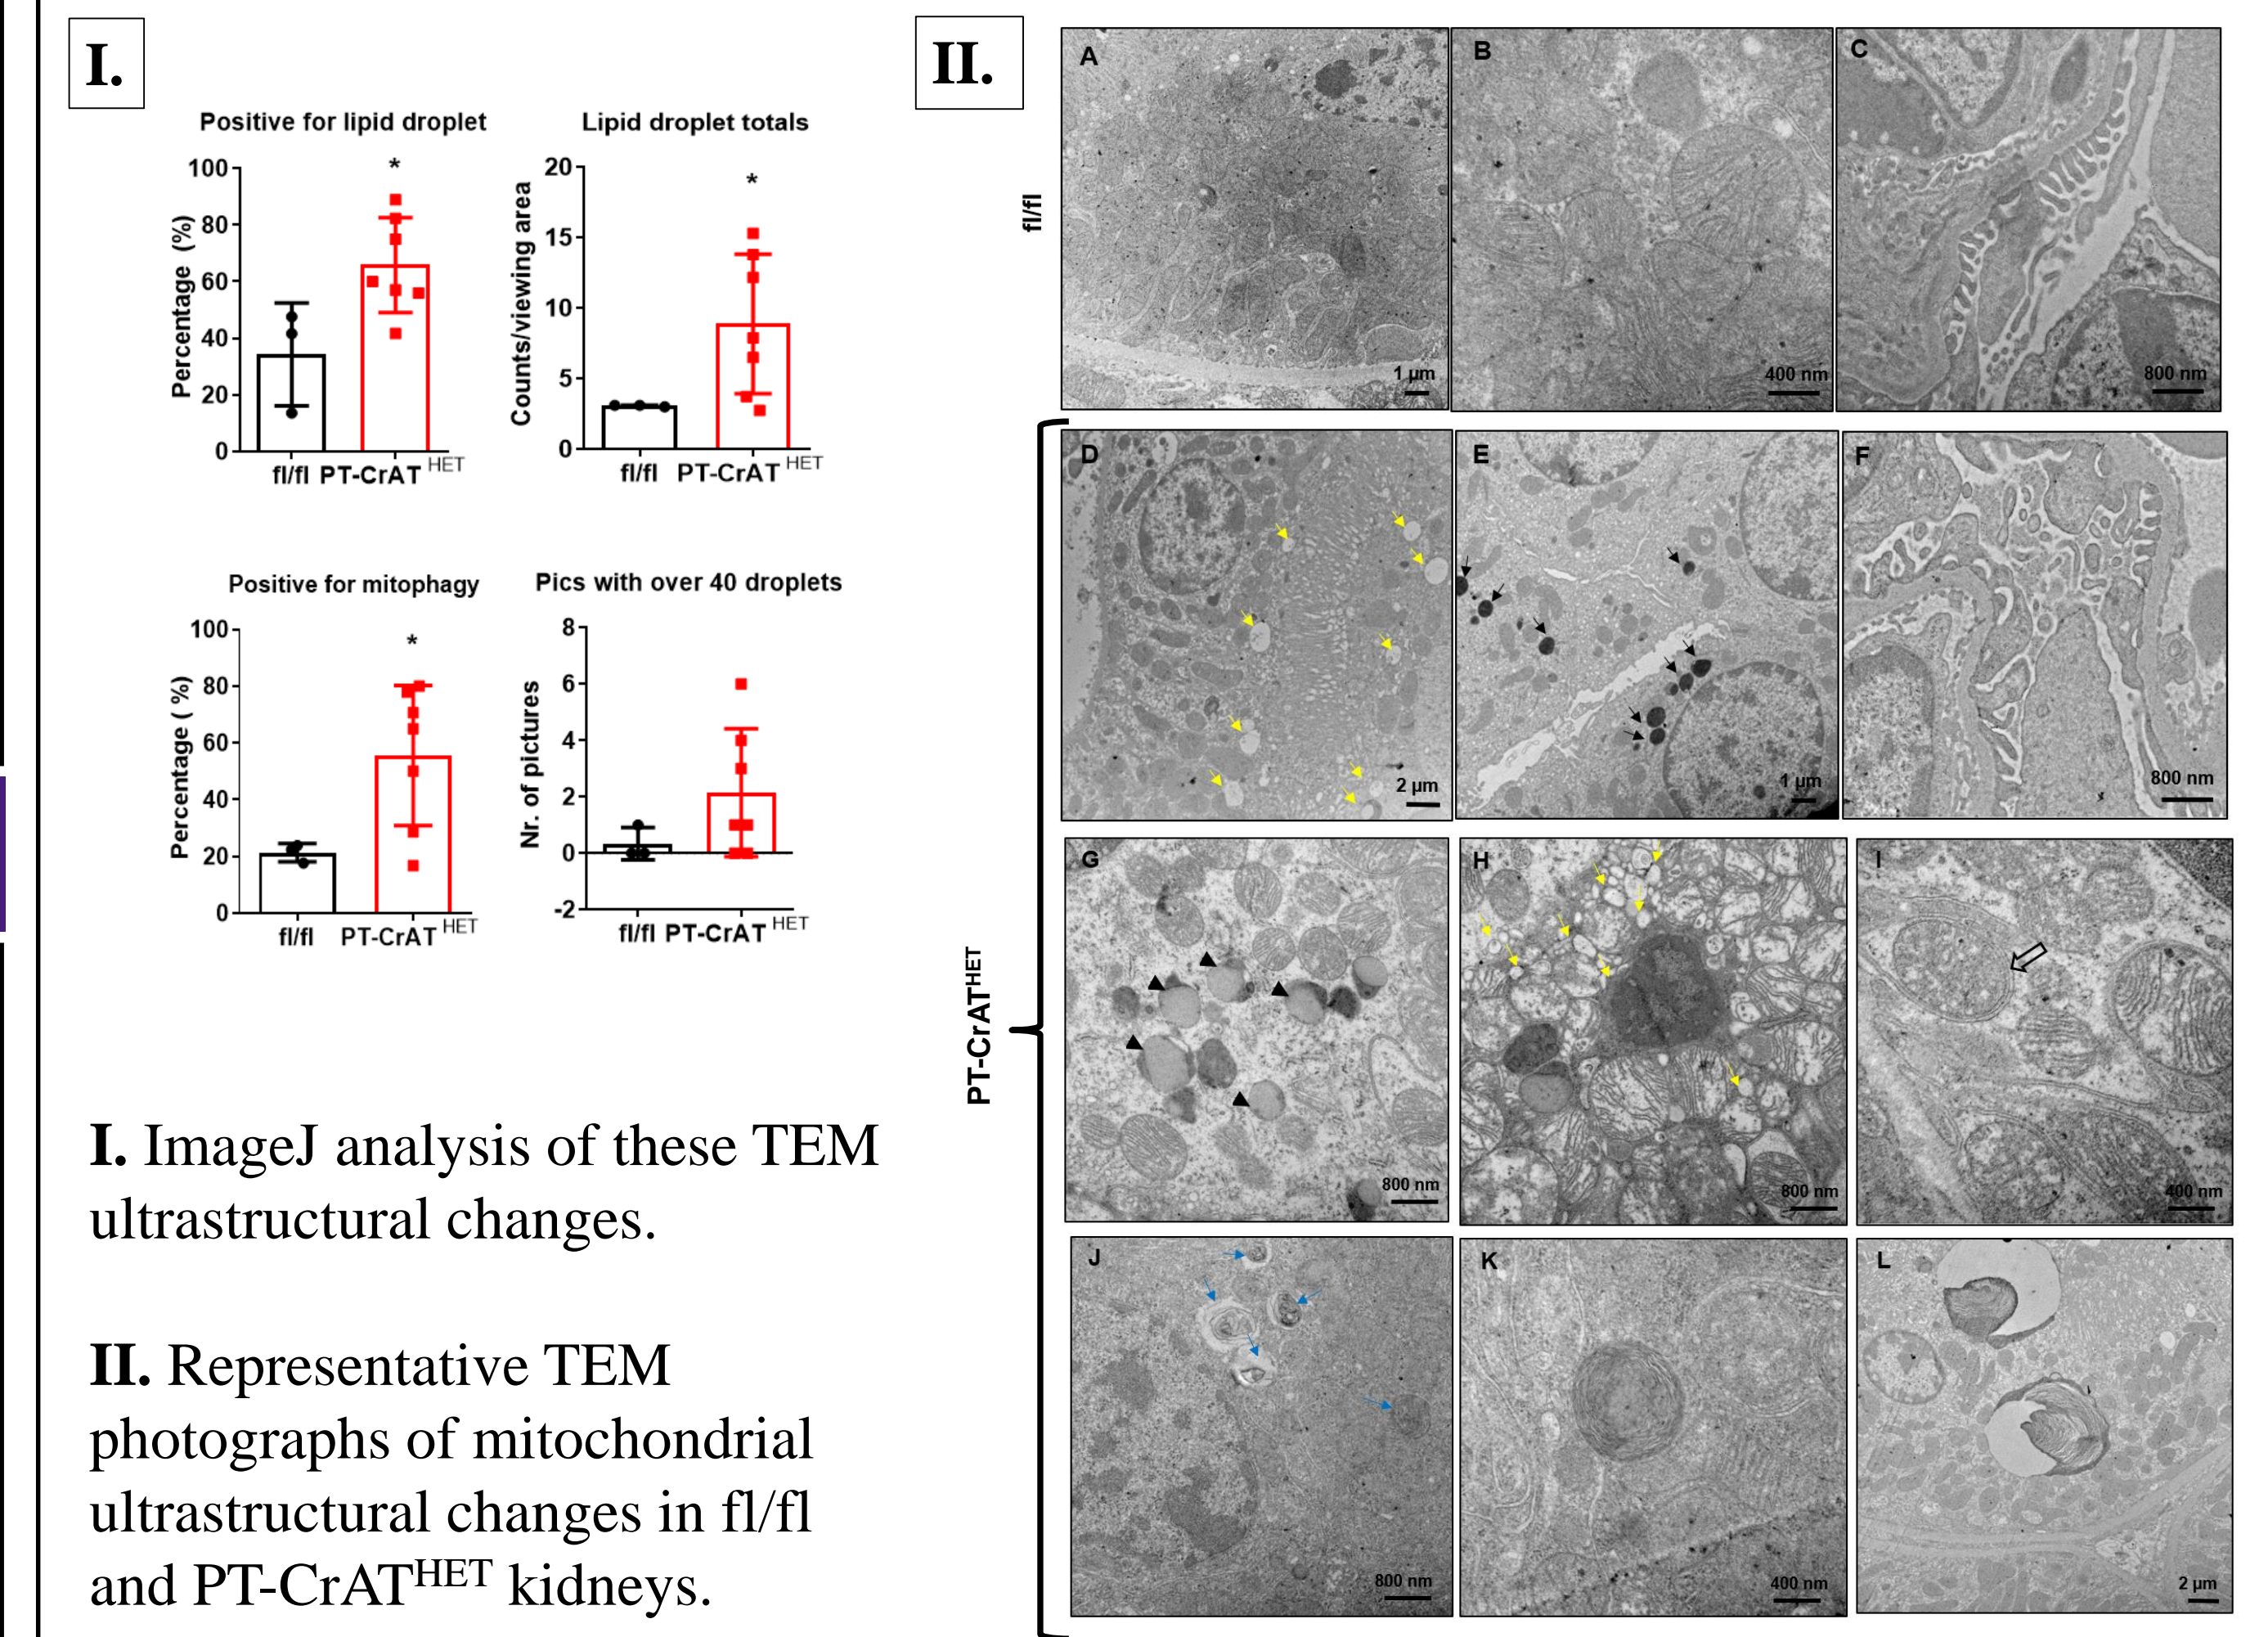 I.
Positive for lipid droplet
*
Percentage (%)
100
80
60
40
20
0
fl/fl PT-CrAT HET
Lipid droplet totals
*
Counts/viewing area
20
15
10
5
0
fl/fl PT-CrAT HET
Positive for mitophagy
*
Percentage ( %)
100
80
60
40
20
0
fl/fl PT-CrAT HET
Pics with over 40 droplets
Nr. of pictures
8
6
4
2
0
-2
fl/fl PT-CrAT HET
I. ImageJ analysis of these TEM
ultrastructural changes.
II. Representative TEM
photographs of mitochondrial
ultrastructural changes in fl/fl
and PT-CrATHET kidneys.
II.
fl/fl
A
1 µm
B
400 nm
C
800 nm
PT-CrATHET
D
2 µm
E
1 µm
F
800 nm
G
800 nm
H
800 nm
I
400 nm
J
800 nm
K
400 nm
L
2 µm